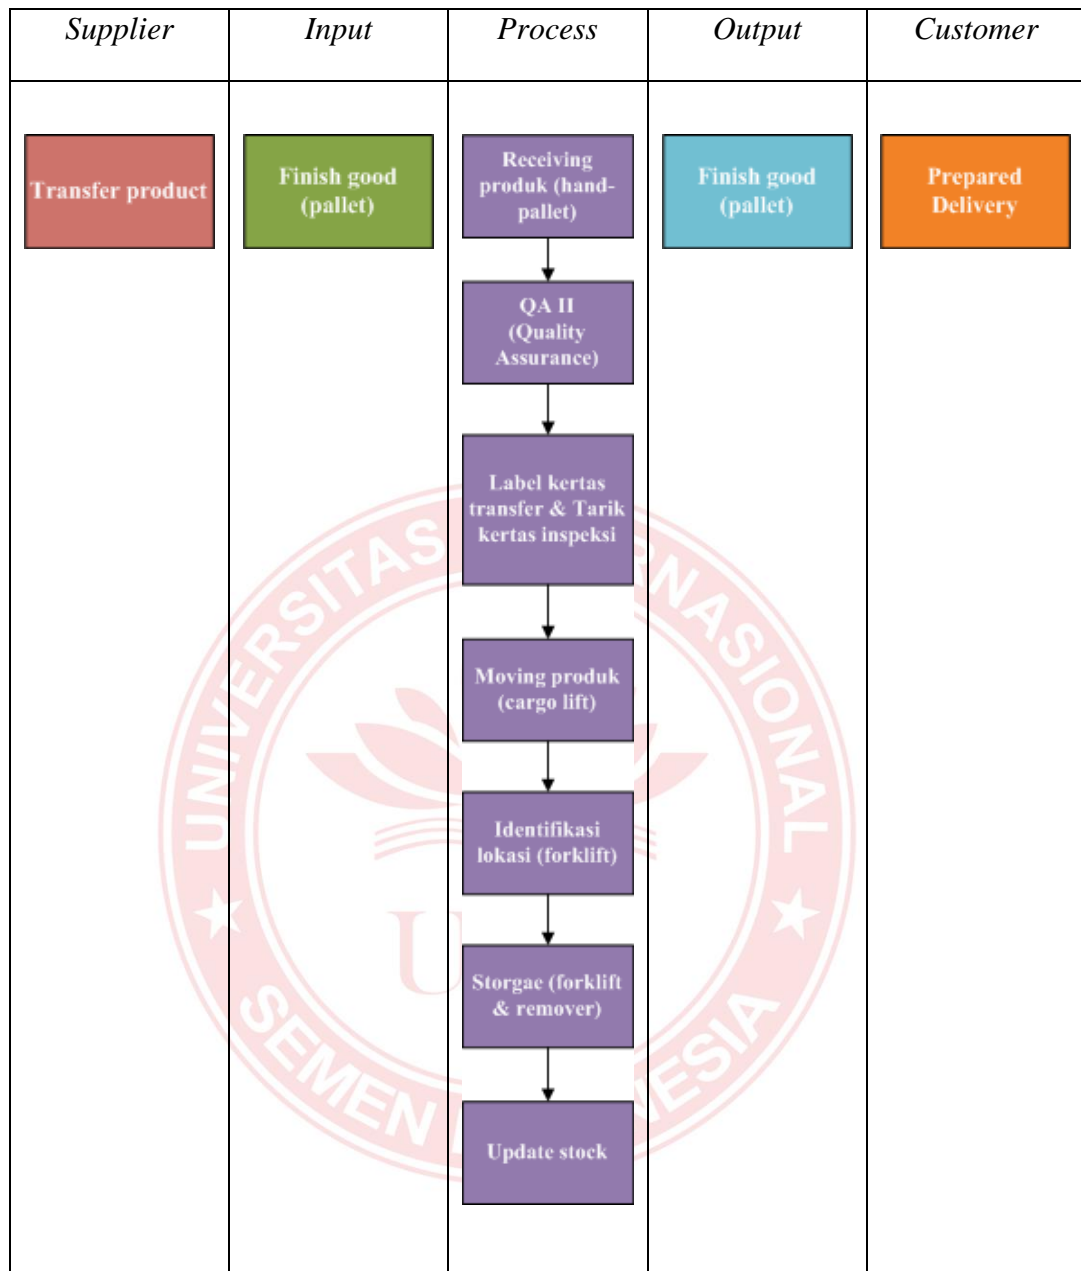 Supplier
Input
Process
Output
Customer
Transfer product
Finish good
(pallet)
Receiving
produk (hand-
pallet)
Finish good
(pallet)
Prepared
Delivery
QA II
(Quality
Assurance)
Label kertas
transfer & Tarik
kertas inspeksi
Moving produk
(cargo lift)
Identifikasi
lokasi (forklift)
Storgae (forklift
& remover)
Update stock
UNIVERSITAS
SEMEN